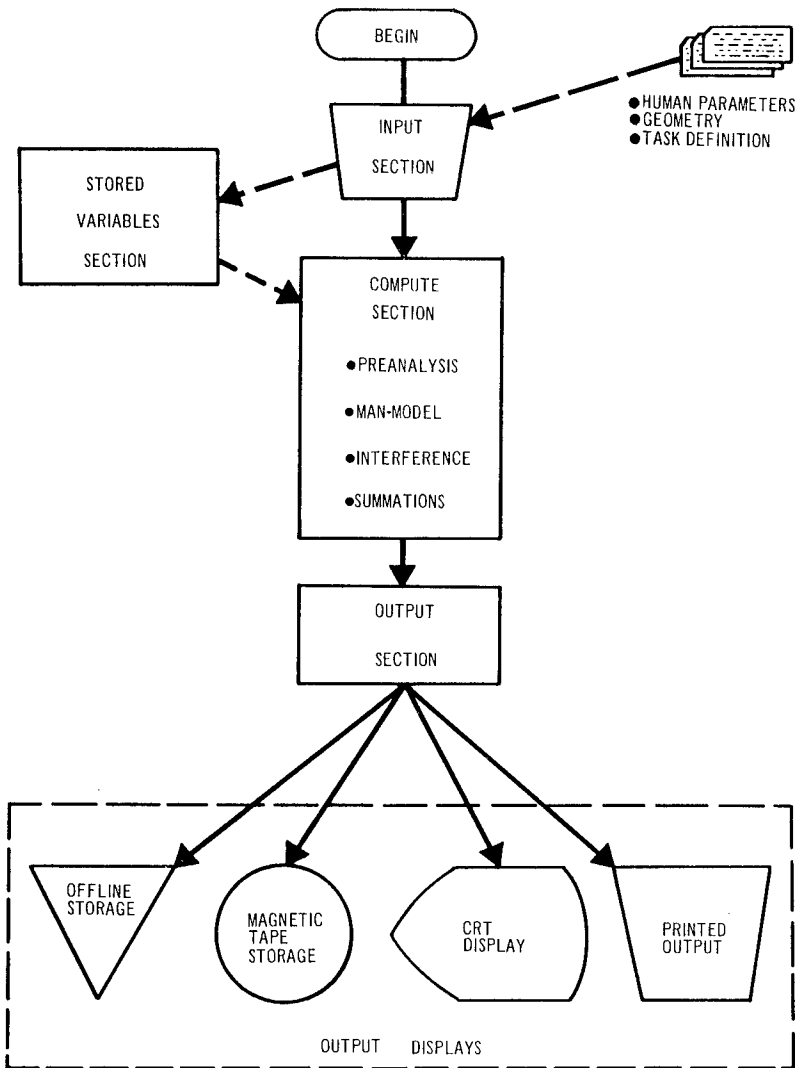 BEGIN
INPUT
SECTION
●HUMAN PARAMETERS
●GEOMETRY
●TASK DEFINITION
STORED
VARIABLES
SECTION
COMPUTE
SECTION
●PREANALYSIS
●MAN-MODEL
●INTERFERENCE
●SUMMATIONS
OUTPUT
SECTION
OFFLINE
STORAGE
MAGNETIC
TAPE
STORAGE
CRT
DISPLAY
PRINTED
OUTPUT
OUTPUT DISPLAYS